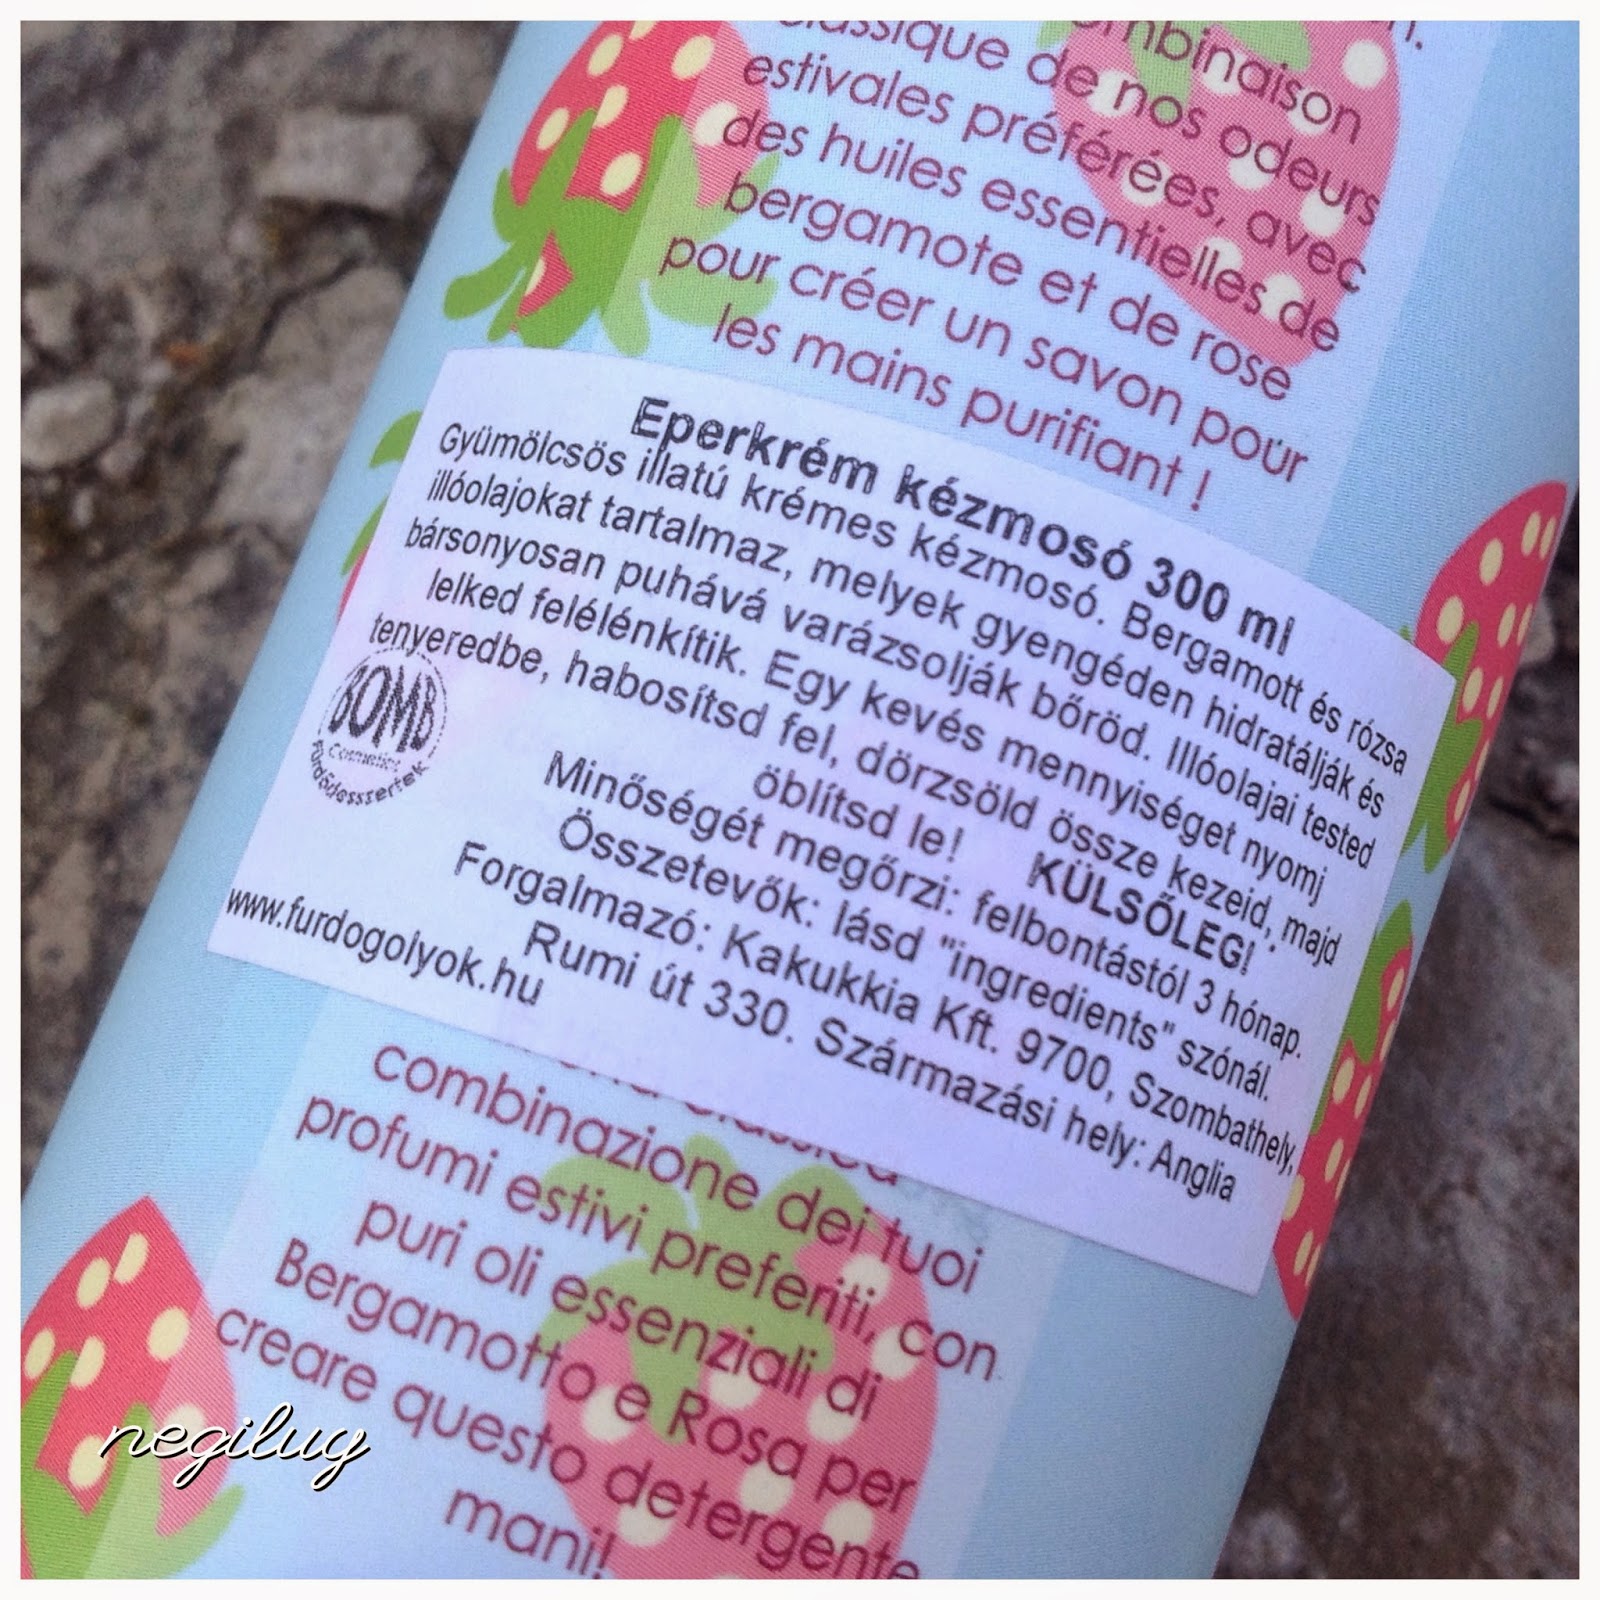 n.
combinaison
classique de nos odeurs
estivales préférées, avec
des huiles essentielles de
bergamote et de rose
pour créer un savon pour
les mains purifiant !
Eperkrém kézmosó 300 ml
Gyümölcsös illatú krémes kézmosó. Bergamott és rózsa
illóolajokat tartalmaz, melyek gyengéden hidratálják és
bársonyosan puhává varázsolják bőröd. Illóolajai tested
lelked felélénkítik. Egy kevés mennyiséget nyomj
tenyeredbe, habosítsd fel, dörzsöld össze kezeid, majd
öblítsd le! KÜLSŐLEG!
Minőségét megőrzi: felbontástól 3 hónap.
Összetevők: lásd "ingredients" szónál.
Forgalmazó: Kakukkia Kft. 9700, Szombathely,
Rumi út 330. Származási hely: Anglia
www.furdogolyok.hu
BOMB
Cosmetics
fürdődesszertek
combinazione dei tuoi
profumi estivi preferiti, con
puri oli essenziali di
Bergamotto e Rosa per
creare questo detergente
mani!
negilug